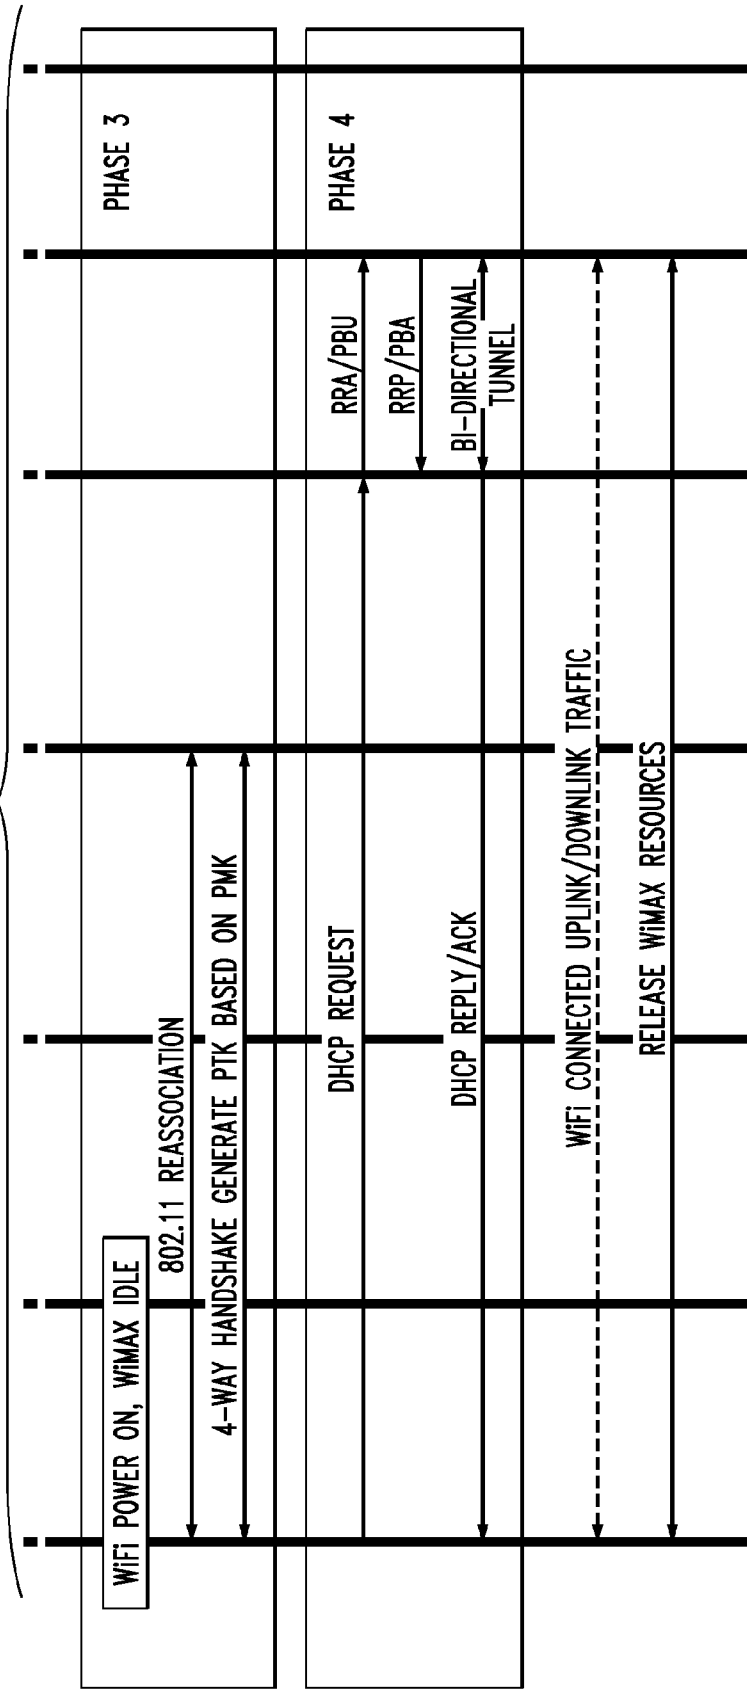 WiFi POWER ON, WiMAX IDLE
PHASE 3
802.11 REASSOCIATION
4-WAY HANDSHAKE GENERATE PTK BASED ON PMK
PHASE 4
DHCP REQUEST
RRA/PBU
RRP/PBA
DHCP REPLY/ACK
BI-DIRECTIONAL
TUNNEL
WiFi CONNECTED UPLINK/DOWNLINK TRAFFIC
RELEASE WiMAX RESOURCES